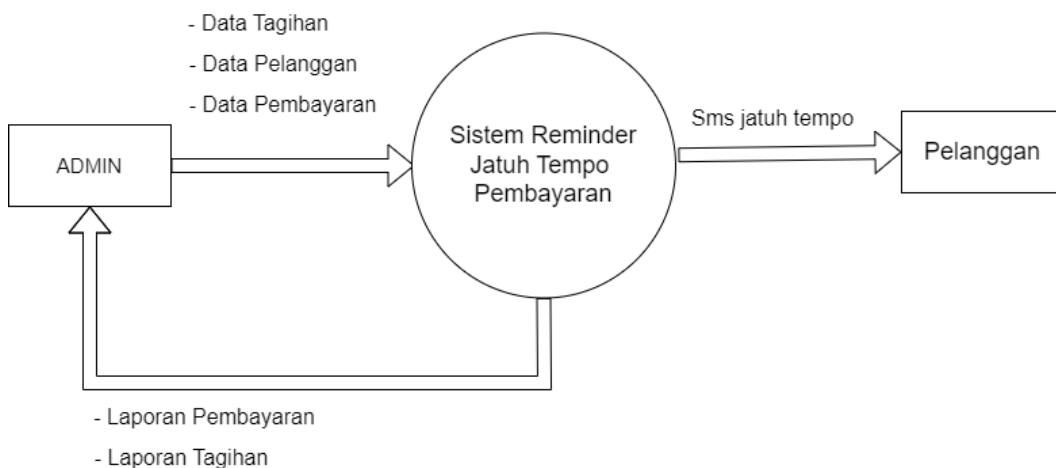 - Data Tagihan
- Data Pelanggan
- Data Pembayaran
ADMIN
Sistem Reminder
Jatuh Tempo
Pembayaran
Sms jatuh tempo
Pelanggan
- Laporan Pembayaran
- Laporan Tagihan